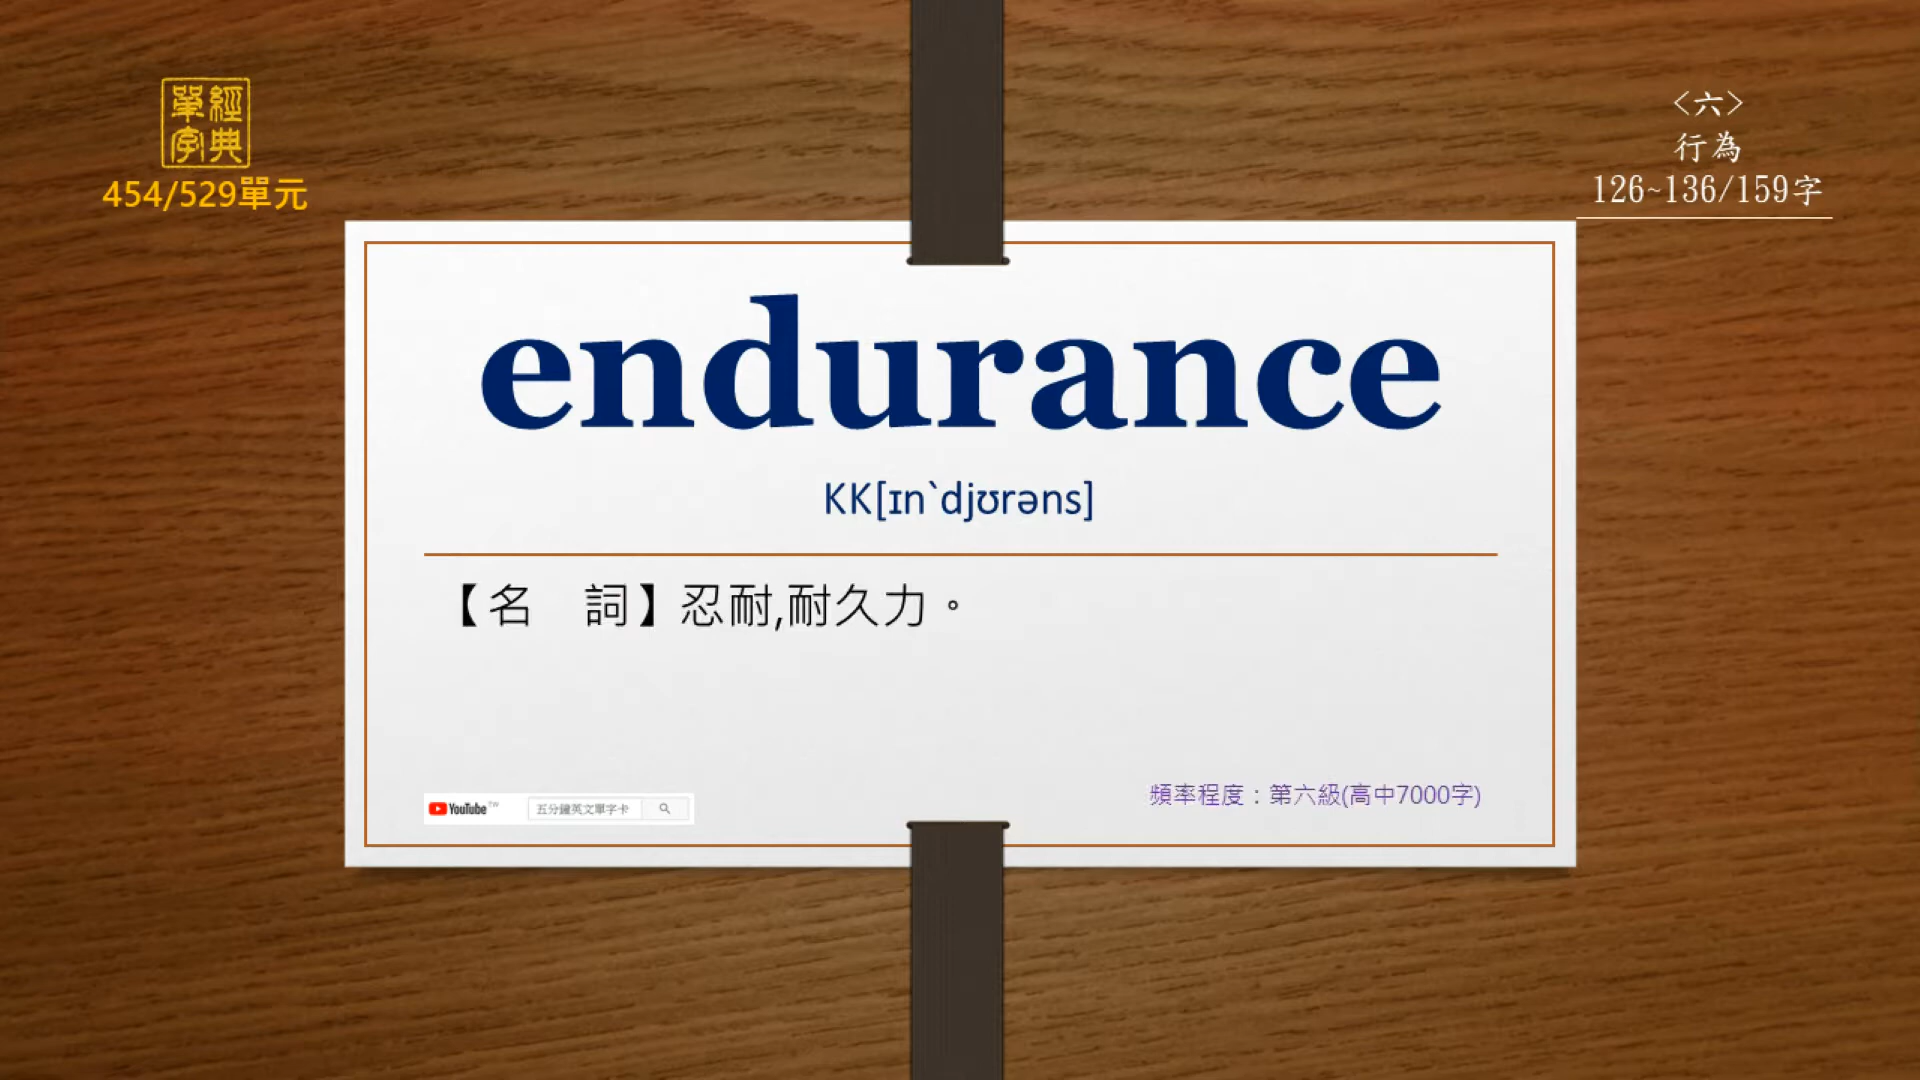 經典單字
454/529單元
〈六〉
行為
126~136/159字
endurance
KK[ɪnˋdjʊrəns]
【名　詞】忍耐,耐久力。
頻率程度：第六級(高中7000字)
YouTube TW 五分鐘英文單字卡